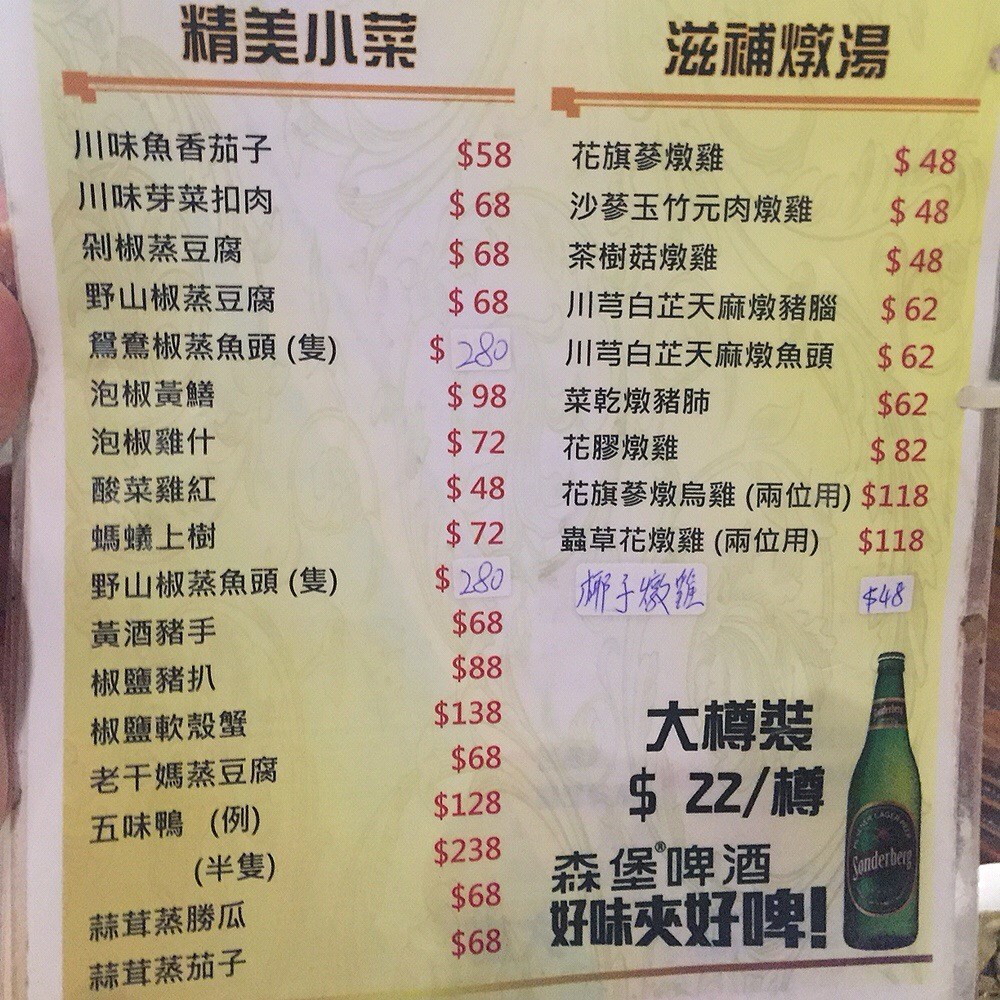 精美小菜
川味魚香茄子 $58
川味芽菜扣肉 $68
剁椒蒸豆腐 $68
野山椒蒸豆腐 $68
鴛鴦椒蒸魚頭 (隻) $280
泡椒黃鱔 $98
泡椒雞什 $72
酸菜雞紅 $48
螞蟻上樹 $72
野山椒蒸魚頭 (隻) $280
黃酒豬手 $68
椒鹽豬扒 $88
椒鹽軟殼蟹 $138
老干媽蒸豆腐 $68
五味鴨 (例) $128
(半隻) $238
蒜茸蒸勝瓜 $68
蒜茸蒸茄子 $68
滋補燉湯
花旗蔘燉雞 $48
沙蔘玉竹元肉燉雞 $48
茶樹菇燉雞 $48
川芎白芷天麻燉豬腦 $62
川芎白芷天麻燉魚頭 $62
菜乾燉豬肺 $62
花膠燉雞 $82
花旗蔘燉烏雞 (兩位用) $118
蟲草花燉雞 (兩位用) $118
椰子燉雞 $48
大樽裝
$ 22/樽
森堡®啤酒
好味夾好啤!
Sonderberg